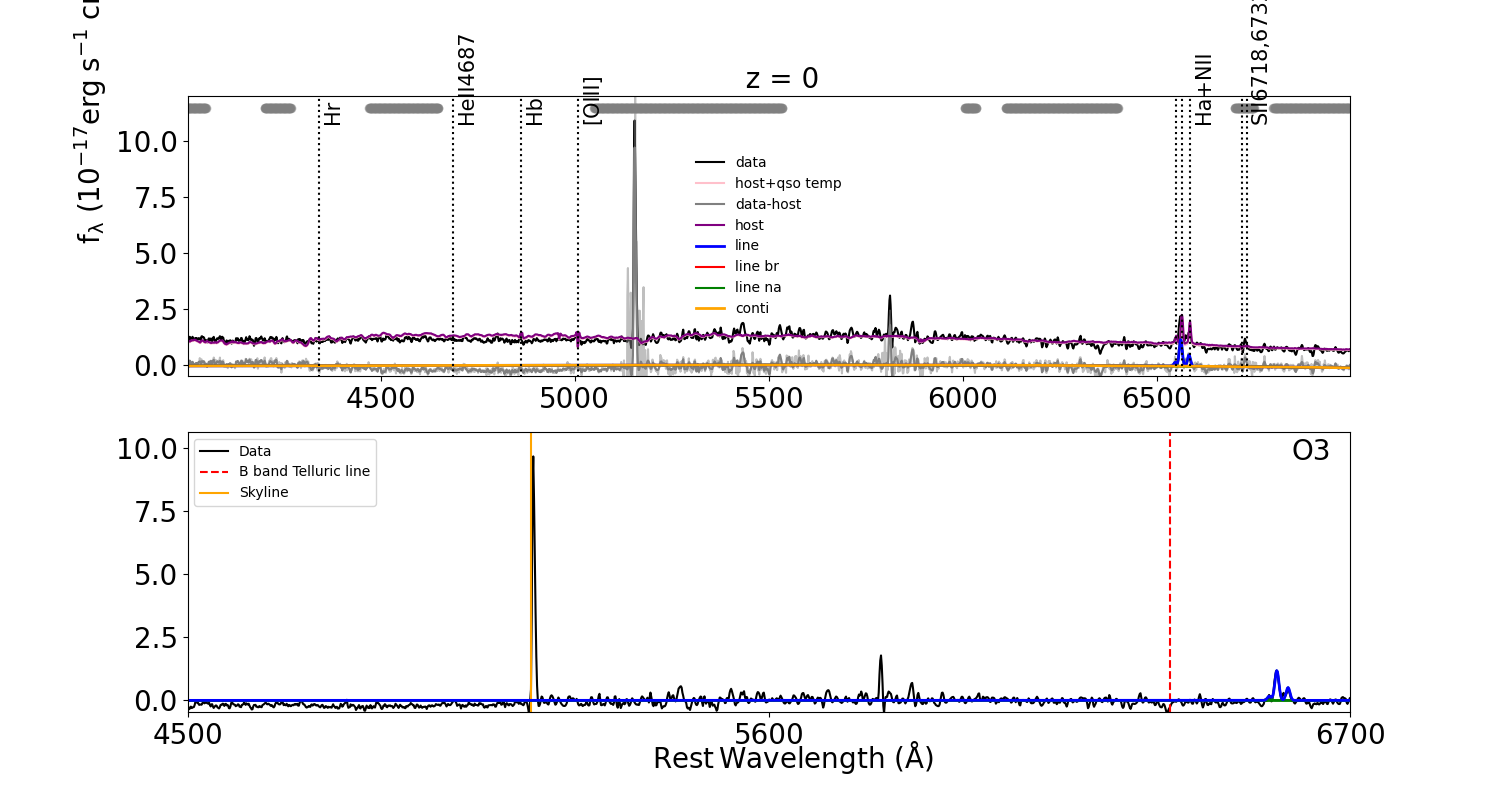 z = 0
f_λ (10^−17 erg s^−1
Hr
HeII4687
Hb
[OIII]
Ha+NII
10.0
7.5
5.0
2.5
0.0
data
host+qso temp
data-host
host
line
line br
line na
conti
4500
5000
5500
6000
6500
10.0
7.5
5.0
2.5
0.0
Data
B band Telluric line
Skyline
O3
4500
5600
6700
Rest Wavelength (Å)